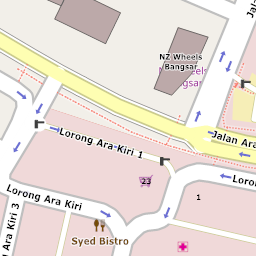 Jalan
NZ Wheels
Bangsar
Jalan Ara
Lorong Ara Kiri 1
23
Lorong Ara Kiri
1
Ara Kiri 3
Syed Bistro